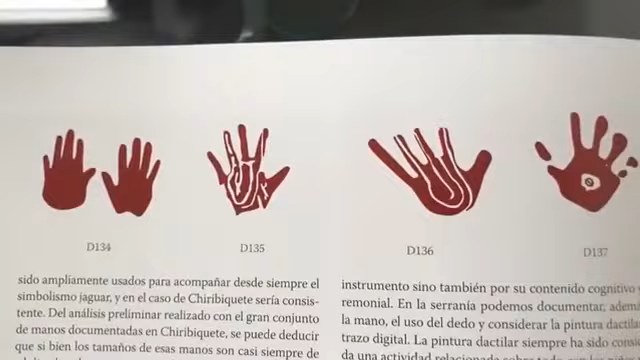 D134
D135
D136
D137
sido ampliamente usados para acompañar desde siempre el
simbolismo jaguar, y en el caso de Chiribiquete sería consis-
tente. Del análisis preliminar realizado con el gran conjunto
de manos documentadas en Chiribiquete, se puede deducir
que si bien los tamaños de esas manos son casi siempre de
instrumento sino también por su contenido cognitivo
remonial. En la serranía podemos documentar,
la mano, el uso del dedo y considerar la pintura
trazo digital. La pintura dactilar siempre ha sido
da una actividad relacionada